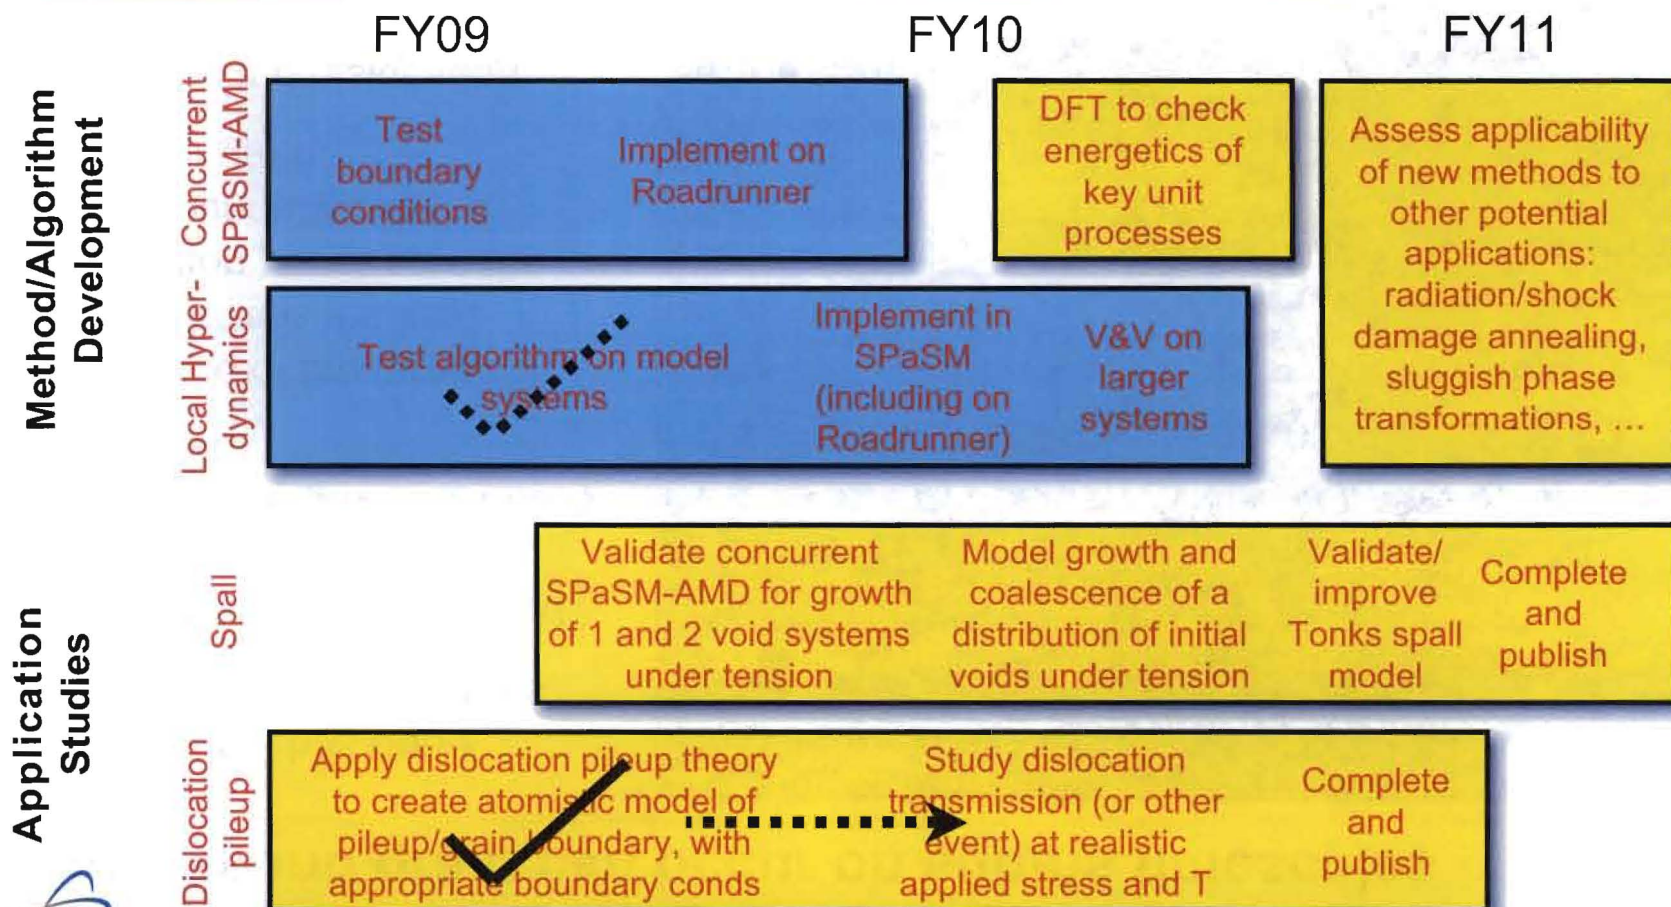 FY09
FY10
FY11
Method/Algorithm
Development
Concurrent
SPaSM-AMD
Test
boundary
conditions
Implement on
Roadrunner
DFT to check
energetics of
key unit
processes
Assess applicability
of new methods to
other potential
applications:
radiation/shock
damage annealing,
sluggish phase
transformations, …
Local Hyper-
dynamics
Test algorithm on model
systems
Implement in
SPaSM
(including on
Roadrunner)
V&V on
larger
systems
Application
Studies
Spall
Validate concurrent
SPaSM-AMD for growth
of 1 and 2 void systems
under tension
Model growth and
coalescence of a
distribution of initial
voids under tension
Validate/
improve
Tonks spall
model
Complete
and
publish
Dislocation
pileup
Apply dislocation pileup theory
to create atomistic model of
pileup/grain boundary, with
appropriate boundary conds
Study dislocation
transmission (or other
event) at realistic
applied stress and T
Complete
and
publish